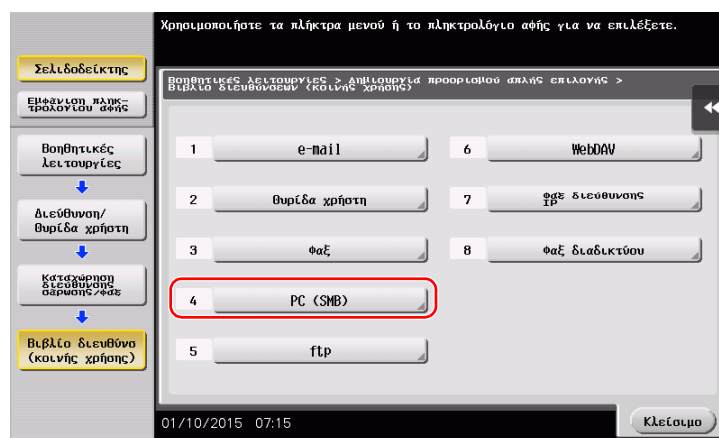 Χρησιμοποιήστε τα πλήκτρα μενού ή το πληκτρολόγιο αφής για να επιλέξετε.
Σελιδοδείκτης
Εμφάνιση πληκ-
τρολογίου αφής
Βοηθητικές λειτουργίες > Δημιουργία προορισμού απλής επιλογής >
Βιβλίο διευθύνσεων (κοινής χρήσης)
Βοηθητικές
λειτουργίες
Διεύθυνση/
θυρίδα χρήστη
Καταχώρηση
διεύθυνσης
σάρωσης/φαξ
Βιβλίο διευθύνσ
(κοινής χρήσης)
1 e-mail
6 WebDAV
2 Θυρίδα χρήστη
7 φαξ διεύθυνσης
IP
3 Φαξ
8 Φαξ διαδικτύου
4 PC (SMB)
5 ftp
01/10/2015 07:15
Κλείσιμο